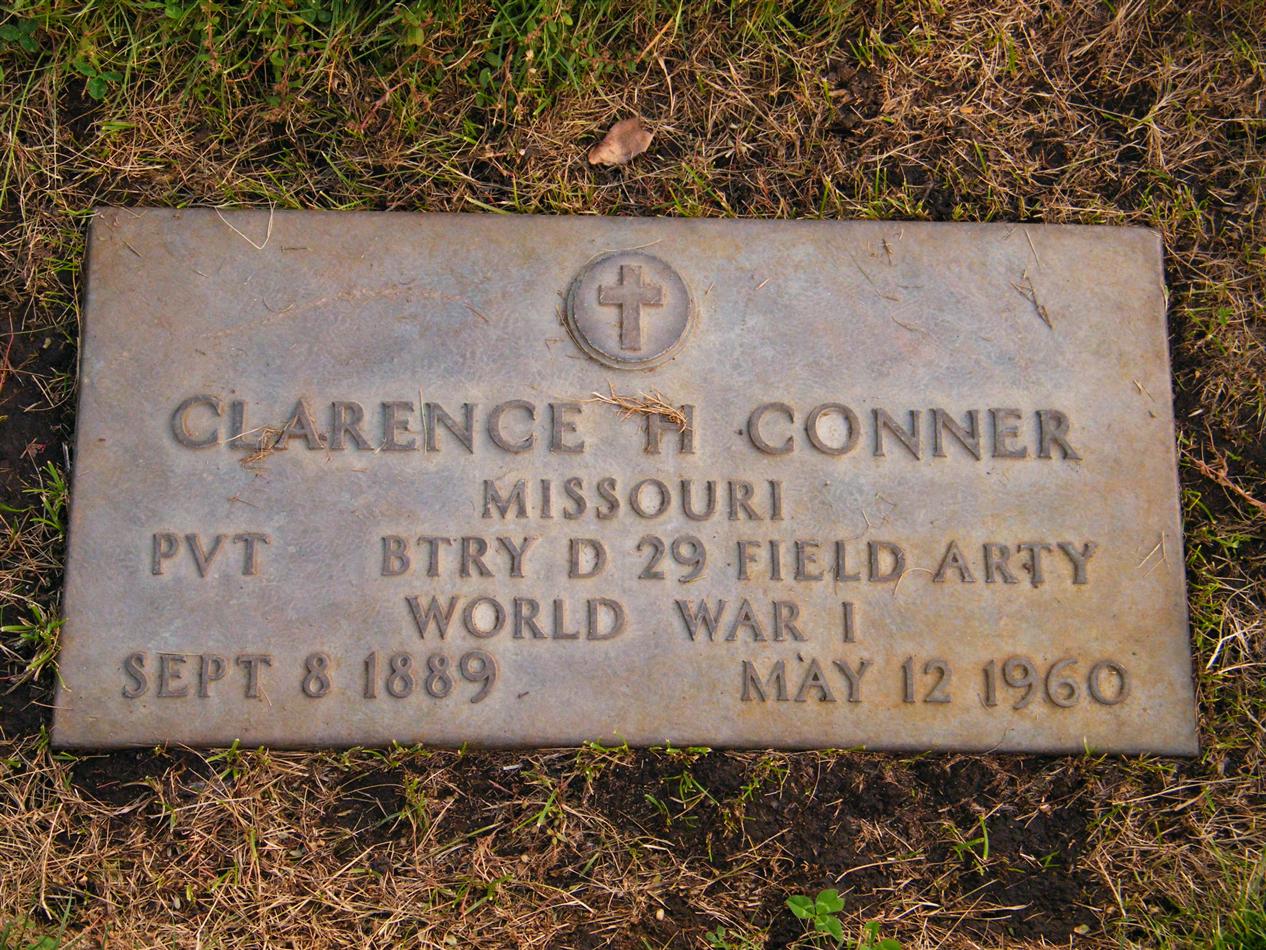 CLARENCE H CONNER
MISSOURI
PVT BTRY D 29 FIELD ARTY
WORLD WAR I
SEPT 8 1889 MAY 12 1960